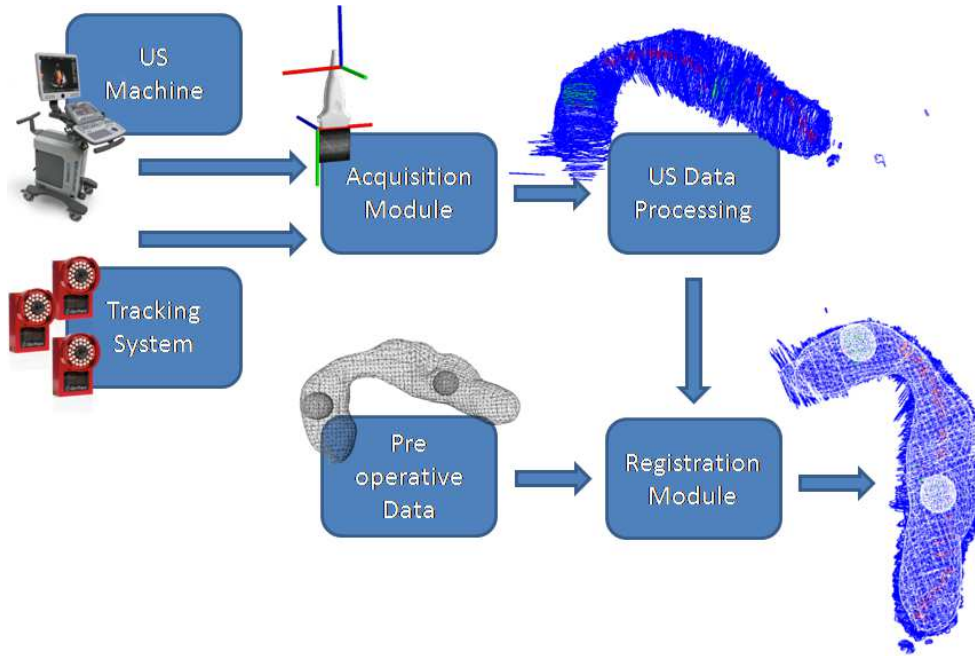 US
Machine
Acquisition
Module
US Data
Processing
Tracking
System
Pre
operative
Data
Registration
Module